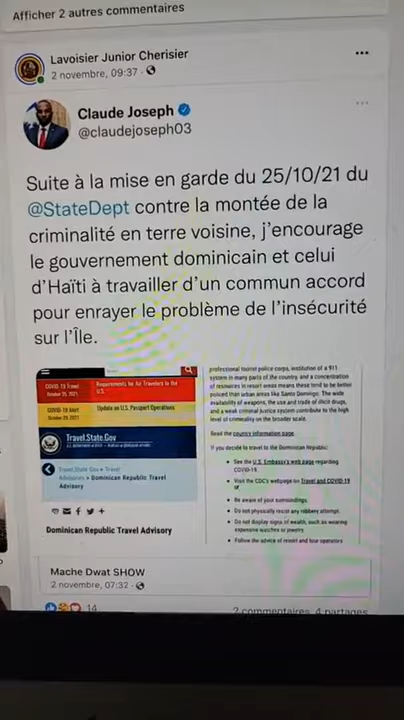 Afficher 2 autres commentaires
Lavoisier Junior Cherisier
2 novembre, 09:37 ·
Claude Joseph
@claudejoseph03
Suite à la mise en garde du 25/10/21 du
@StateDept contre la montée de la
criminalité en terre voisine, j’encourage
le gouvernement dominicain et celui
d’Haïti à travailler d’un commun accord
pour enrayer le problème de l’insécurité
sur l’Île.
COVID-19 Travel
October 25, 2021
Requirements for Air Travelers to the
U.S.
COVID-19 Alert
October 20, 2021
Update on U.S. Passport Operations
Travel.State.Gov
Travel.State.Gov > Travel
Advisories > Dominican Republic Travel
Advisory
Dominican Republic Travel Advisory
professional tourist police corps, institution of a 911
system in many parts of the country, and a concentration
of resources in resort areas means these tend to be better
policed than urban areas like Santo Domingo. The wide
availability of weapons, the use and trade of illicit drugs,
and a weak criminal justice system contribute to the high
level of criminality on the broader scale.
Read the country information page.
If you decide to travel to the Dominican Republic:
• See the U.S. Embassy's web page regarding
COVID-19.
• Visit the CDC's webpage on Travel and COVID-19
• Be aware of your surroundings.
• Do not physically resist any robbery attempt.
• Do not display signs of wealth, such as wearing
expensive watches or jewelry.
• Follow the advice of resort and tour operators
Mache Dwat SHOW
2 novembre, 07:32 ·
14
2 commentaires 4 partages